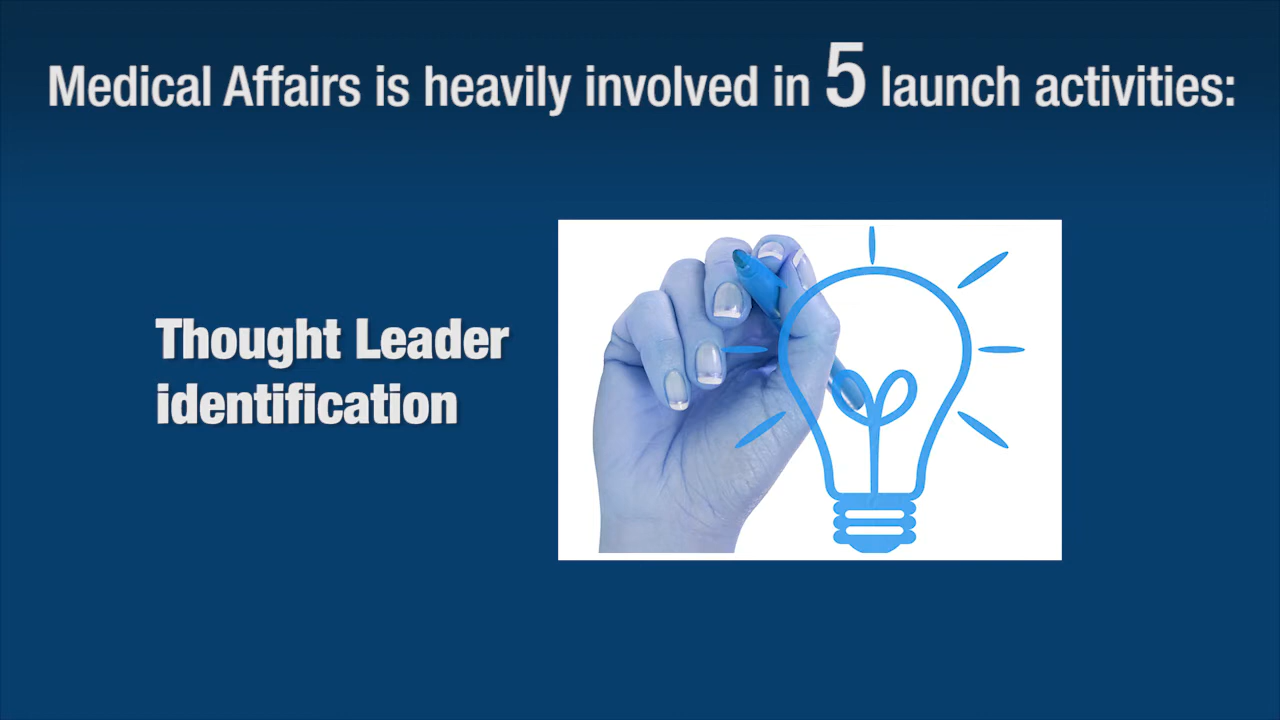 Medical Affairs is heavily involved in 5 launch activities:
Thought Leader
identification